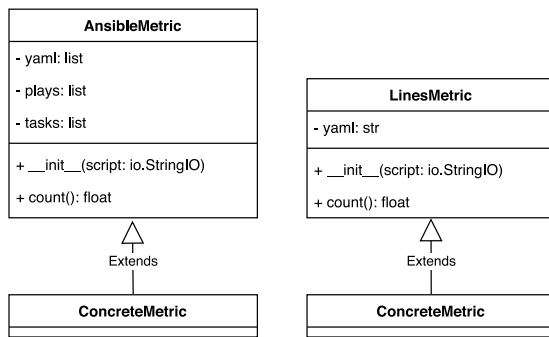 AnsibleMetric
- yaml: list
- plays: list
- tasks: list
+ __init__(script: io.StringIO)
+ count(): float
Extends
ConcreteMetric
LinesMetric
- yaml: str
+ __init__(script: io.StringIO)
+ count(): float
Extends
ConcreteMetric